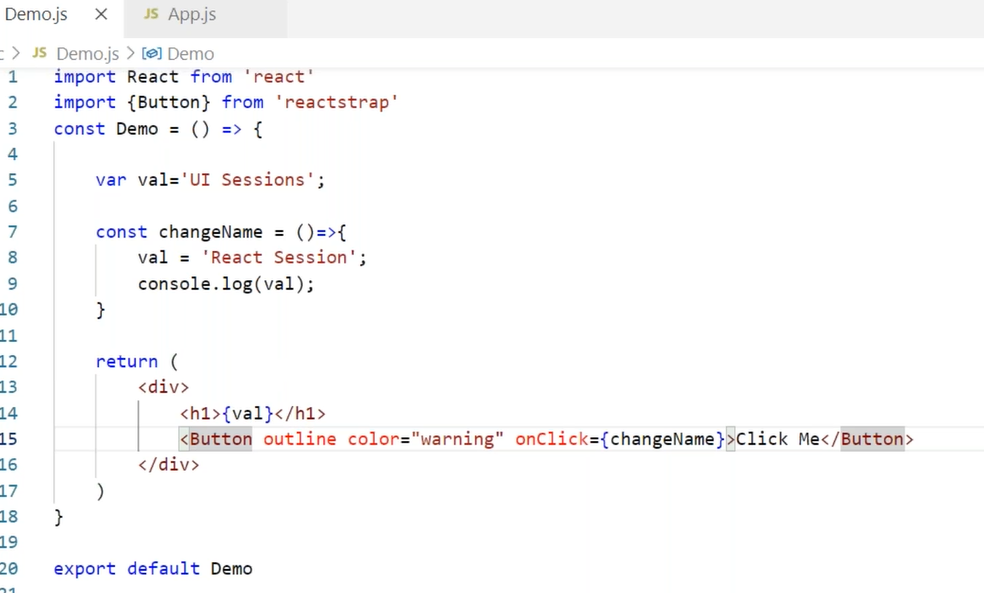 Demo.js × JS App.js
JS Demo.js > Demo
1 import React from 'react'
2 import {Button} from 'reactstrap'
3 const Demo = () => {
4
5 var val='UI Sessions';
6
7 const changeName = ()=>{
8 val = 'React Session';
9 console.log(val);
10 }
11
12 return (
13 <div>
14 <h1>{val}</h1>
15 <Button outline color="warning" onClick={changeName}>Click Me</Button>
16 </div>
17 )
18 }
19
20 export default Demo